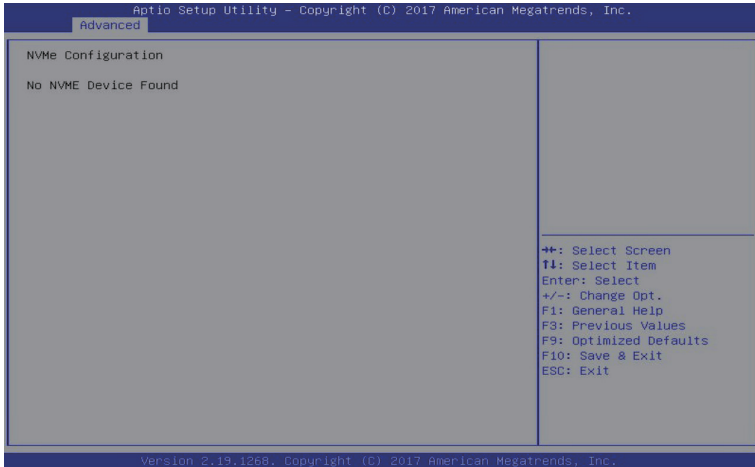 Aptio Setup Utility – Copyright (C) 2017 American Megatrends, Inc.
Advanced
NVMe Configuration
No NVME Device Found
→←: Select Screen
↑↓: Select Item
Enter: Select
+/-: Change Opt.
F1: General Help
F3: Previous Values
F9: Optimized Defaults
F10: Save & Exit
ESC: Exit
Version 2.19.1268. Copyright (C) 2017 American Megatrends, Inc.